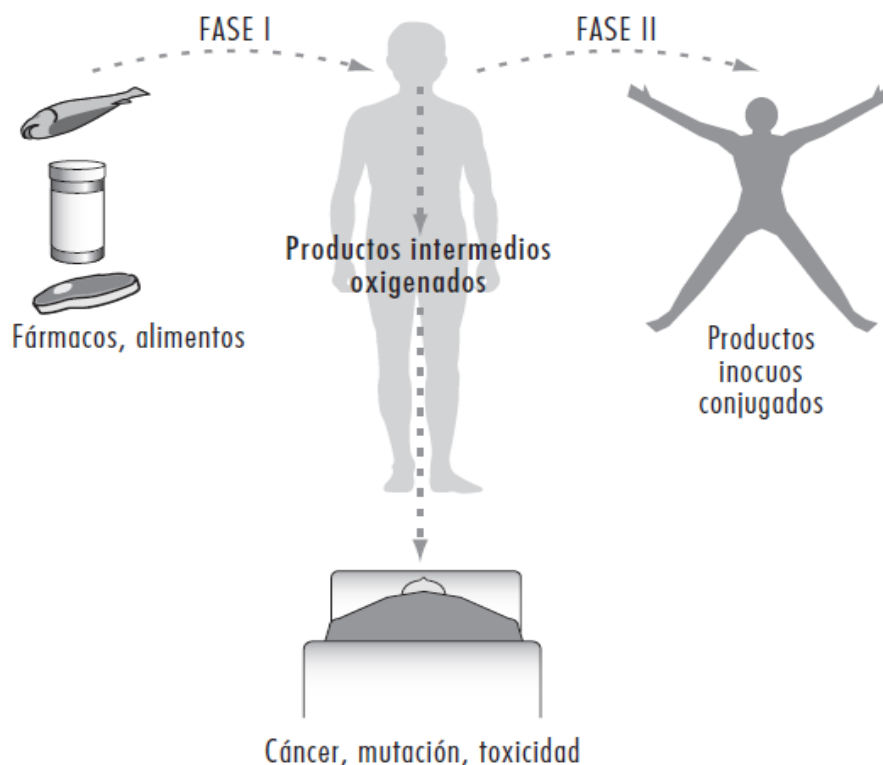 FASE I
FASE II
Productos intermedios
oxigenados
Fármacos, alimentos
Productos
inocuos
conjugados
Cáncer, mutación, toxicidad